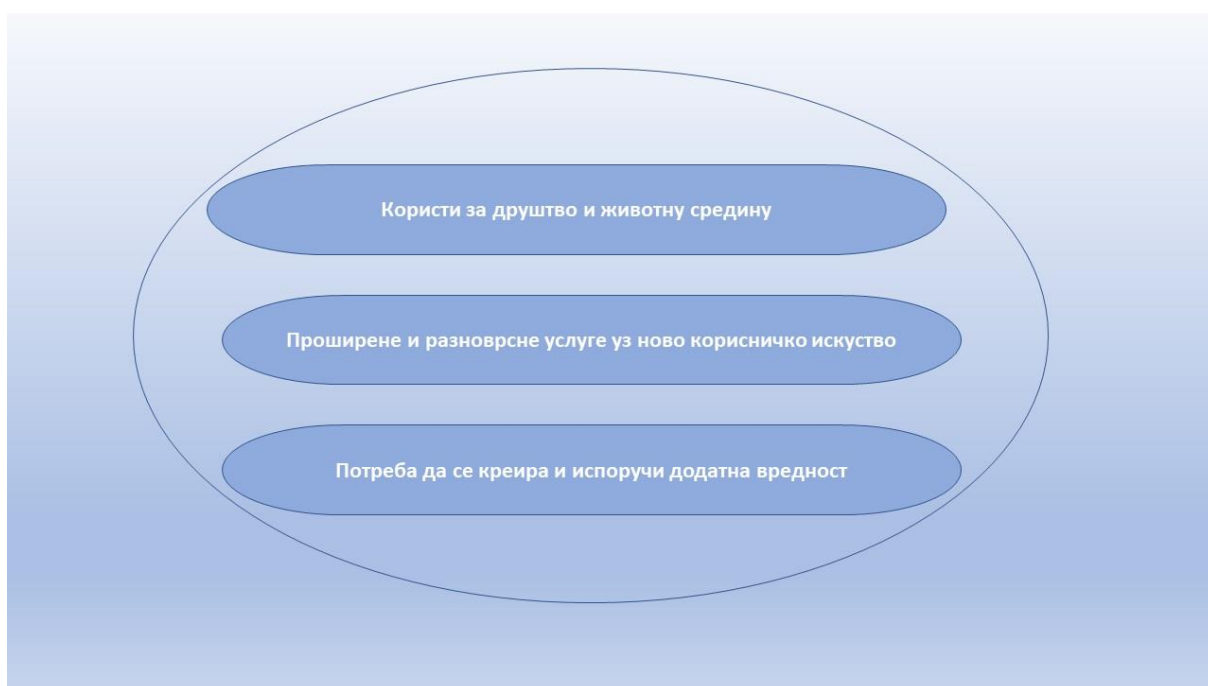 Користи за друштво и животну средину
Проширене и разноврсне услуге уз ново корисничко искуство
Потреба да се креира и испоручи додатна вредност